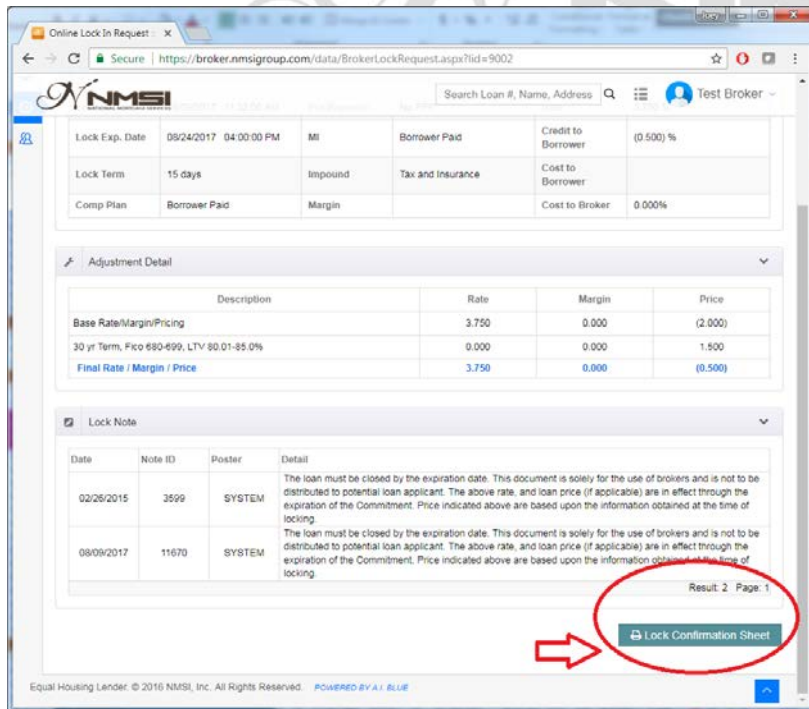 Online Lock In Request :
Secure | https://broker.nmsigroup.com/data/BrokerLockRequest.aspx?lid=9002
NMSI
Search Loan #, Name, Address
Test Broker
Lock Exp. Date 08/24/2017 04:00:00 PM MI Borrower Paid Credit to Borrower (0.500) %
Lock Term 15 days Impound Tax and Insurance Cost to Borrower
Comp Plan Borrower Paid Margin Cost to Broker 0.000%
Adjustment Detail
Description Rate Margin Price
Base Rate/Margin/Pricing 3.750 0.000 (2.000)
30 yr Term, Fico 680-699, LTV 80.01-85.0% 0.000 0.000 1.500
Final Rate / Margin / Price 3.750 0.000 (0.500)
Lock Note
Date Note ID Poster Detail
02/26/2015 3599 SYSTEM The loan must be closed by the expiration date. This document is solely for the use of brokers and is not to be
distributed to potential loan applicant. The above rate, and loan price (if applicable) are in effect through the
expiration of the Commitment. Price indicated above are based upon the information obtained at the time of
locking.
08/09/2017 11670 SYSTEM The loan must be closed by the expiration date. This document is solely for the use of brokers and is not to be
distributed to potential loan applicant. The above rate, and loan price (if applicable) are in effect through the
expiration of the Commitment. Price indicated above are based upon the information obtained at the time of
locking.
Result: 2 Page: 1
Lock Confirmation Sheet
Equal Housing Lender. © 2016 NMSI, Inc. All Rights Reserved. POWERED BY A.I. BLUE